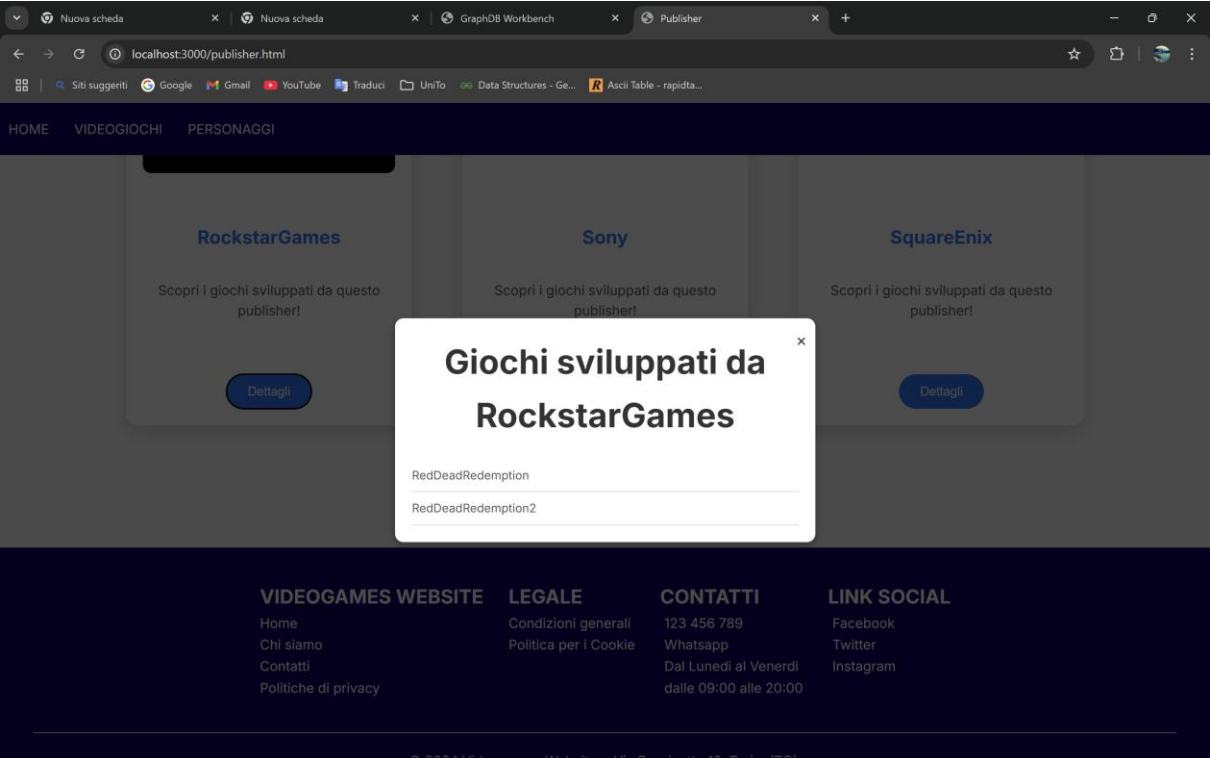 Nuova scheda
Nuova scheda
GraphDB Workbench
Publisher
localhost:3000/publisher.html
Siti suggeriti Google Gmail YouTube Traduci UniTo Data Structures - Ge... Ascii Table - rapidta...
HOME VIDEOGIOCHI PERSONAGGI
RockstarGames
Scopri i giochi sviluppati da questo
publisher!
Dettagli
Sony
Scopri i giochi sviluppati da questo
publisher!
SquareEnix
Scopri i giochi sviluppati da questo
publisher!
Dettagli
Giochi sviluppati da
RockstarGames
RedDeadRedemption
RedDeadRedemption2
VIDEOGAMES WEBSITE
Home
Chi siamo
Contatti
Politiche di privacy
LEGALE
Condizioni generali
Politica per i Cookie
CONTATTI
123 456 789
Whatsapp
Dal Lunedi al Venerdi
dalle 09:00 alle 20:00
LINK SOCIAL
Facebook
Twitter
Instagram